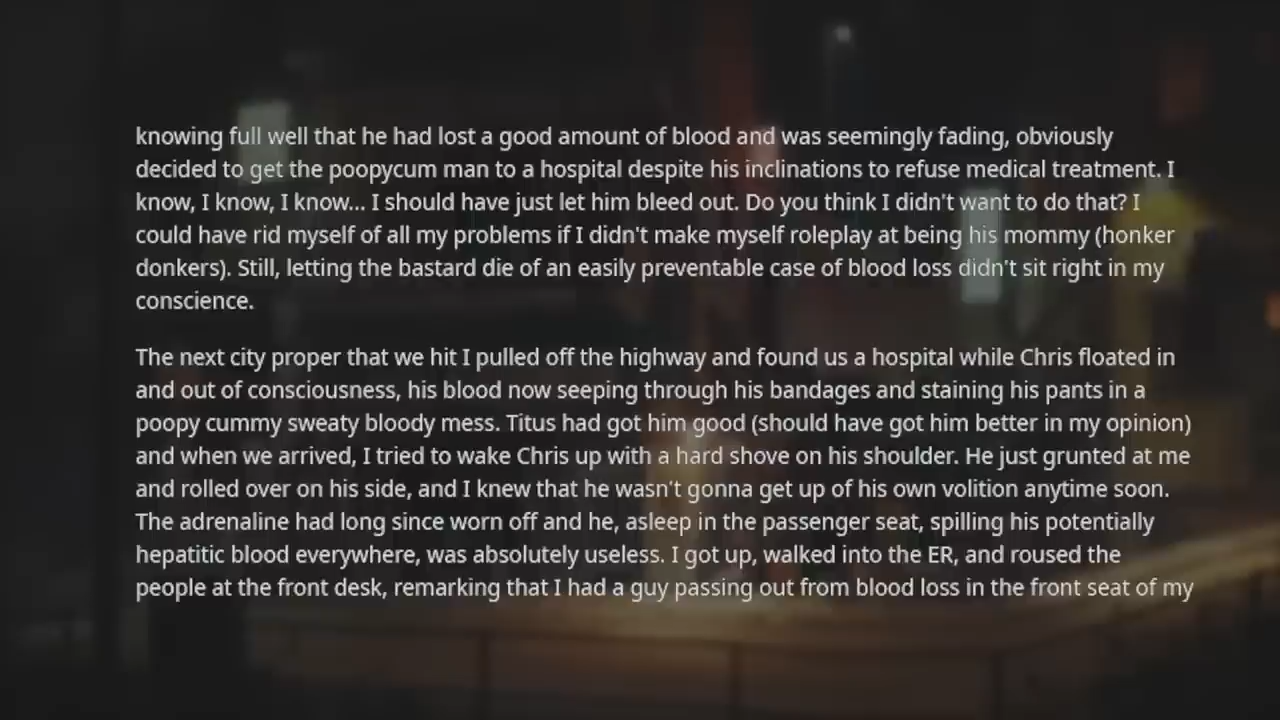 knowing full well that he had lost a good amount of blood and was seemingly fading, obviously
decided to get the poopycum man to a hospital despite his inclinations to refuse medical treatment. I
know, I know, I know... I should have just let him bleed out. Do you think I didn't want to do that? I
could have rid myself of all my problems if I didn't make myself roleplay at being his mommy (honker
donkers). Still, letting the bastard die of an easily preventable case of blood loss didn't sit right in my
conscience.
The next city proper that we hit I pulled off the highway and found us a hospital while Chris floated in
and out of consciousness, his blood now seeping through his bandages and staining his pants in a
poopy cummy sweaty bloody mess. Titus had got him good (should have got him better in my opinion)
and when we arrived, I tried to wake Chris up with a hard shove on his shoulder. He just grunted at me
and rolled over on his side, and I knew that he wasn't gonna get up of his own volition anytime soon.
The adrenaline had long since worn off and he, asleep in the passenger seat, spilling his potentially
hepatitic blood everywhere, was absolutely useless. I got up, walked into the ER, and roused the
people at the front desk, remarking that I had a guy passing out from blood loss in the front seat of my